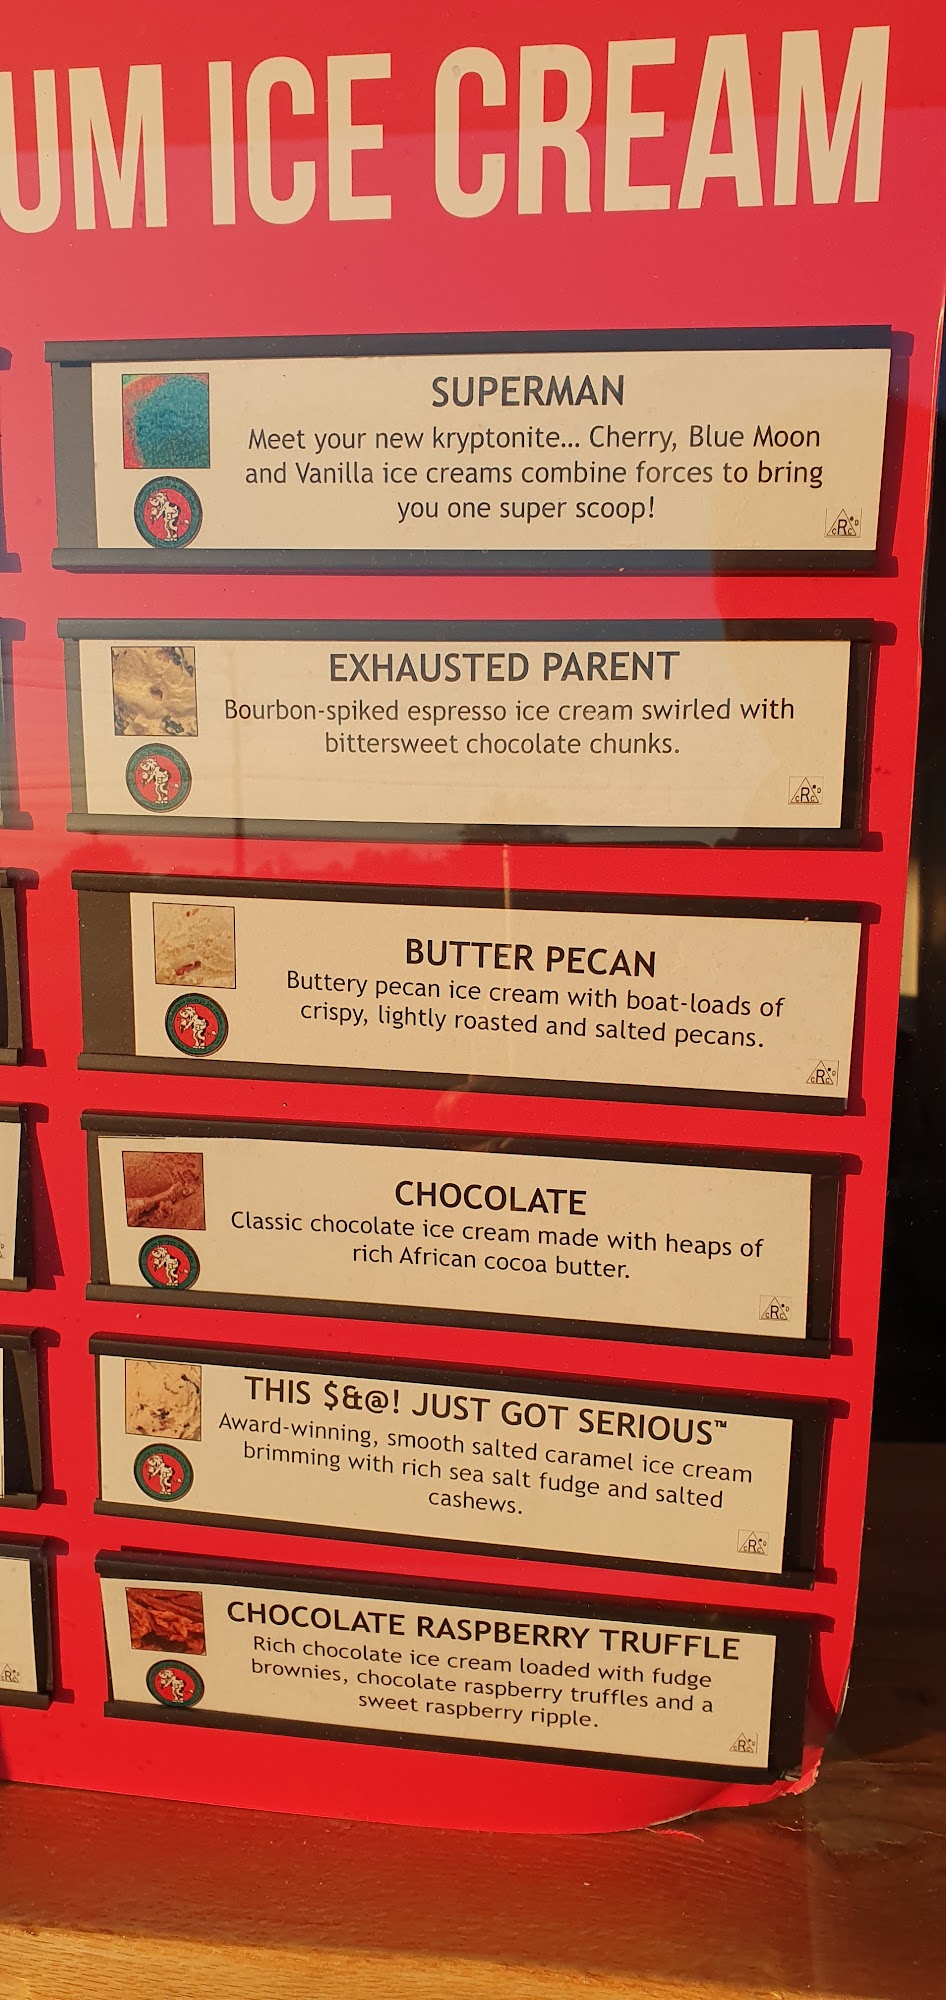 UM ICE CREAM
SUPERMAN
Meet your new kryptonite... Cherry, Blue Moon
and Vanilla ice creams combine forces to bring
you one super scoop!
EXHAUSTED PARENT
Bourbon-spiked espresso ice cream swirled with
bittersweet chocolate chunks.
BUTTER PECAN
Buttery pecan ice cream with boat-loads of
crispy, lightly roasted and salted pecans.
CHOCOLATE
Classic chocolate ice cream made with heaps of
rich African cocoa butter.
THIS $&@! JUST GOT SERIOUS™
Award-winning, smooth salted caramel ice cream
brimming with rich sea salt fudge and salted
cashews.
CHOCOLATE RASPBERRY TRUFFLE
Rich chocolate ice cream loaded with fudge
brownies, chocolate raspberry truffles and a
sweet raspberry ripple.